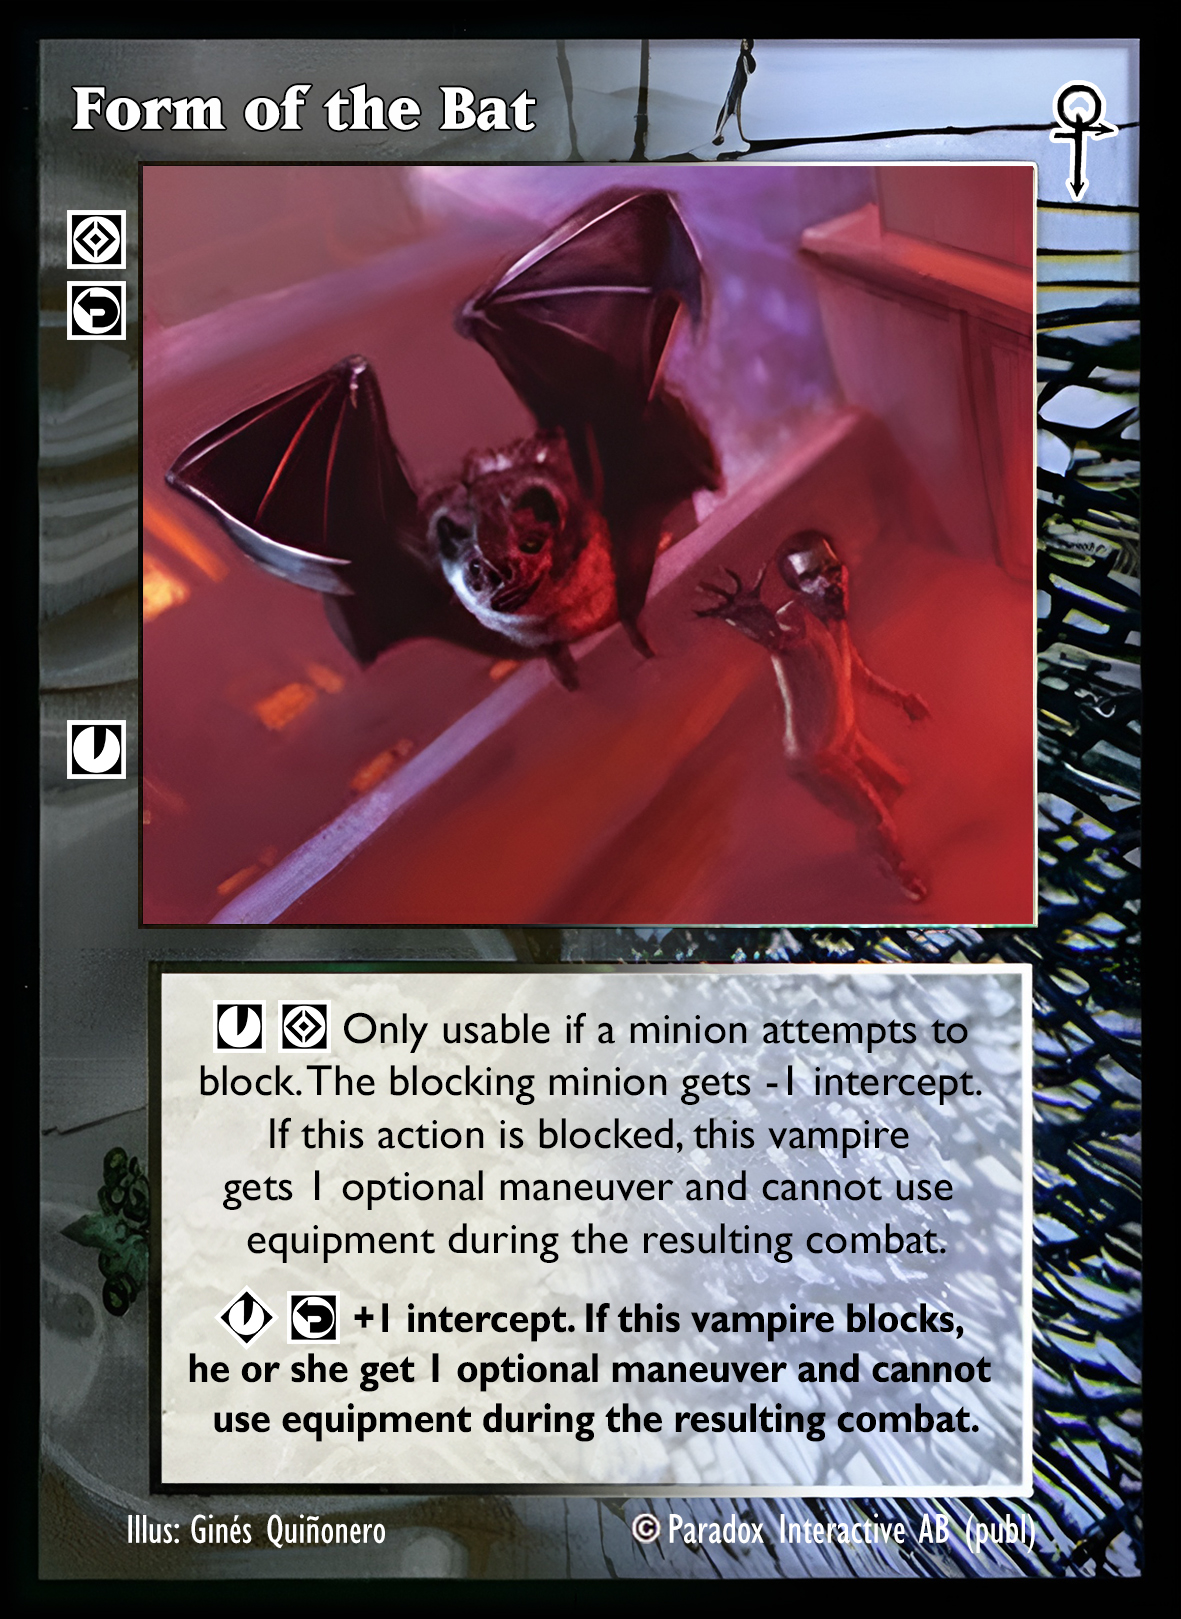 Form of the Bat
Only usable if a minion attempts to
block. The blocking minion gets -1 intercept.
If this action is blocked, this vampire
gets 1 optional maneuver and cannot use
equipment during the resulting combat.
+1 intercept. If this vampire blocks,
he or she get 1 optional maneuver and cannot
use equipment during the resulting combat.
Illus: Ginés Quiñonero
© Paradox Interactive AB (publ)